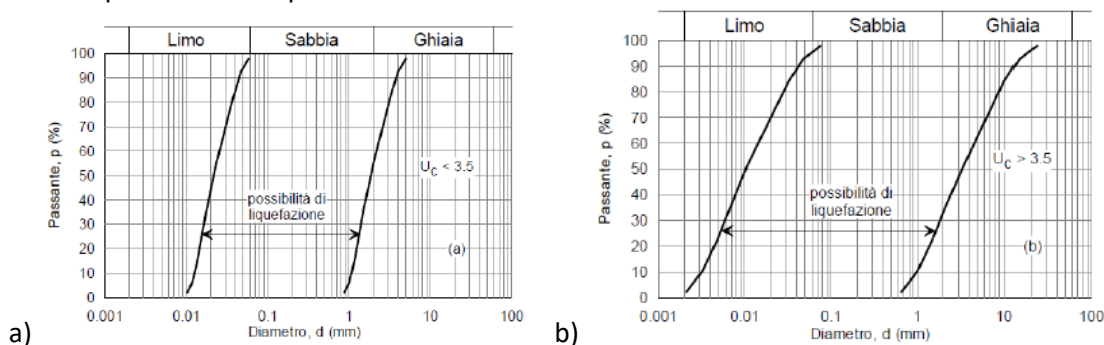 Limo Sabbia Ghiaia
100
90
80
70
60
50
40
30
20
10
0
Passante, p (%)
U_C < 3.5
possibilità di
liquefazione
(a)
0.001 0.01 0.1 1 10 100
Diametro, d (mm)
a)
Limo Sabbia Ghiaia
100
90
80
70
60
50
40
30
20
10
0
Passante, p (%)
U_C > 3.5
possibilità di
liquefazione
(b)
0.001 0.01 0.1 1 10 100
Diametro, d (mm)
b)